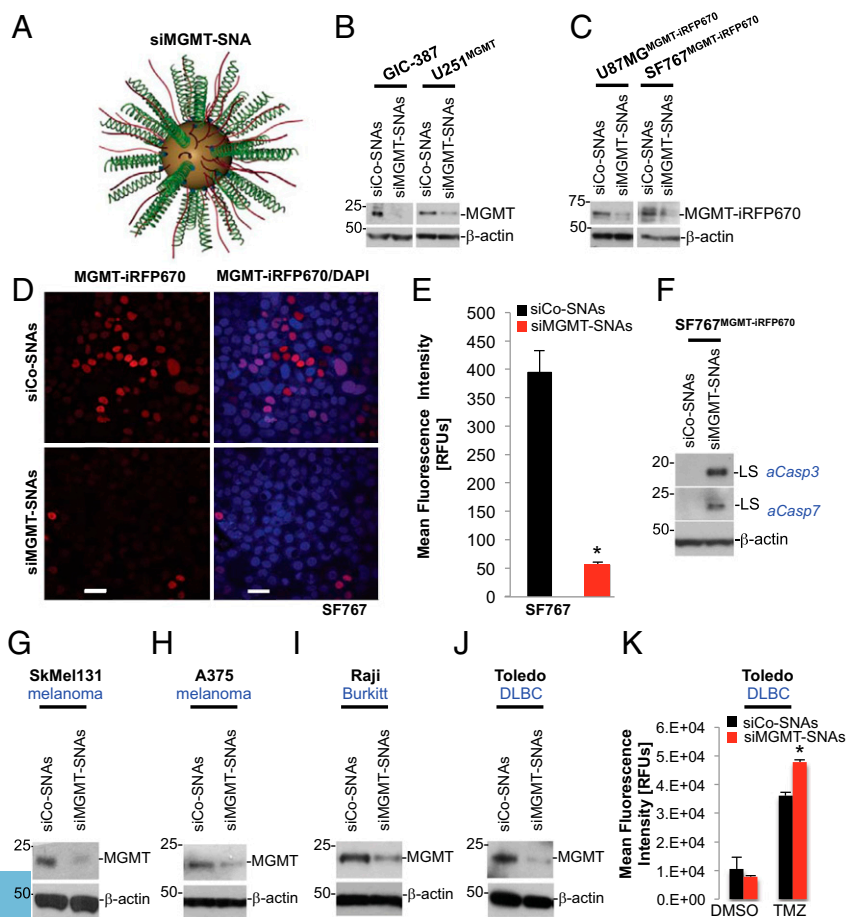 A
siMGMT-SNA
B
GIC-387
U251MGMT
siCo-SNAs
siMGMT-SNAs
siCo-SNAs
siMGMT-SNAs
25
-MGMT
50
-β-actin
C
U87MGMGMT-iRFP670
SF767MGMT-iRFP670
siCo-SNAs
siMGMT-SNAs
siCo-SNAs
siMGMT-SNAs
75
-MGMT-iRFP670
50
-β-actin
D
MGMT-iRFP670
MGMT-iRFP670/DAPI
siCo-SNAs
siMGMT-SNAs
SF767
E
siCo-SNAs
siMGMT-SNAs
Mean Fluorescence Intensity
[RFUs]
500
450
400
350
300
250
200
150
100
50
0
*
SF767
F
SF767MGMT-iRFP670
siCo-SNAs
siMGMT-SNAs
20-
-LS aCasp3
25-
-LS aCasp7
50-
-β-actin
G
SkMel131
melanoma
siCo-SNAs
siMGMT-SNAs
25-
-MGMT
50-
-β-actin
H
A375
melanoma
siCo-SNAs
siMGMT-SNAs
25-
-MGMT
50-
-β-actin
I
Raji
Burkitt
siCo-SNAs
siMGMT-SNAs
25-
-MGMT
50-
-β-actin
J
Toledo
DLBC
siCo-SNAs
siMGMT-SNAs
25-
-MGMT
50-
-β-actin
K
Toledo
DLBC
siCo-SNAs
siMGMT-SNAs
Mean Fluorescence
Intensity [RFUs]
6.E+04
5.E+04
4.E+04
3.E+04
2.E+04
1.E+04
0.E+00
*
DMSO TMZ